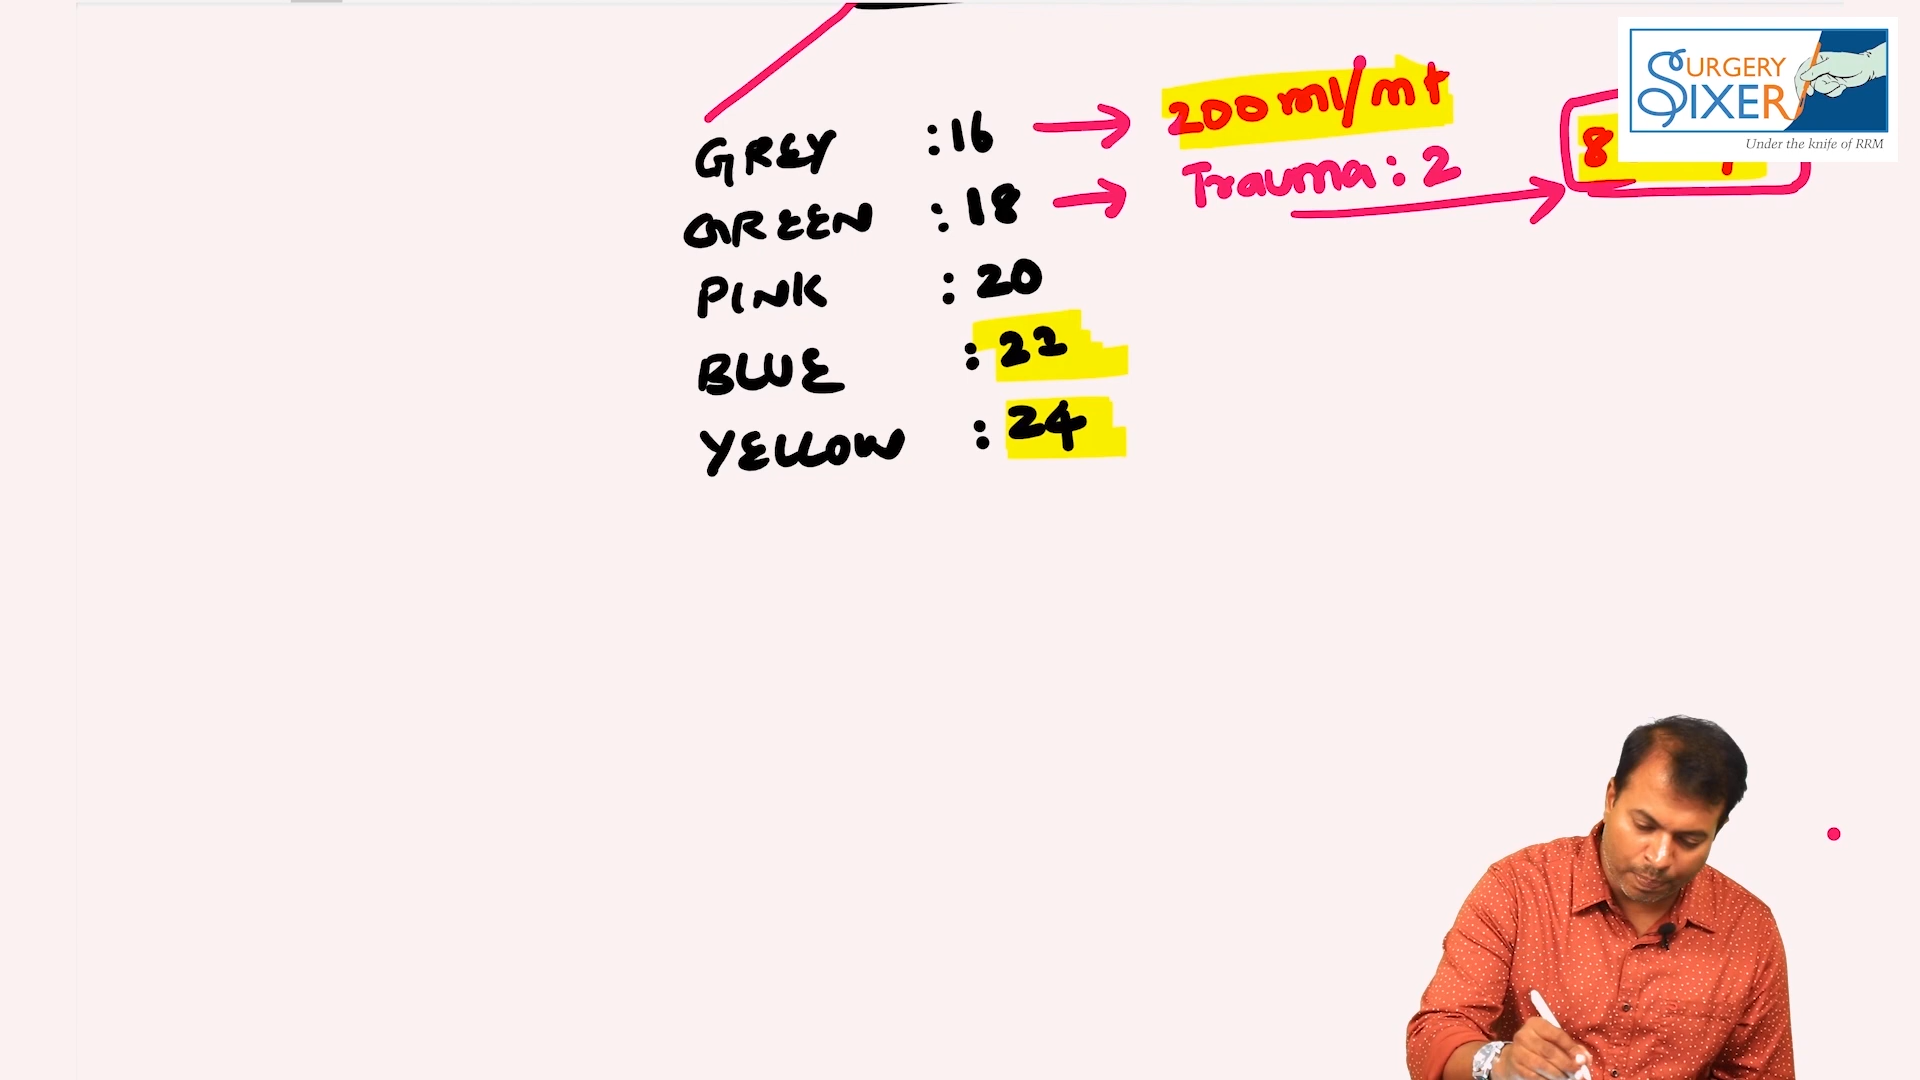 SURGERY
SIXER
Under the knife of RRM
GREY :16 → 200 ml/mt
GREEN :18 → Trauma : 2 → 8
PINK : 20
BLUE : 22
YELLOW : 24